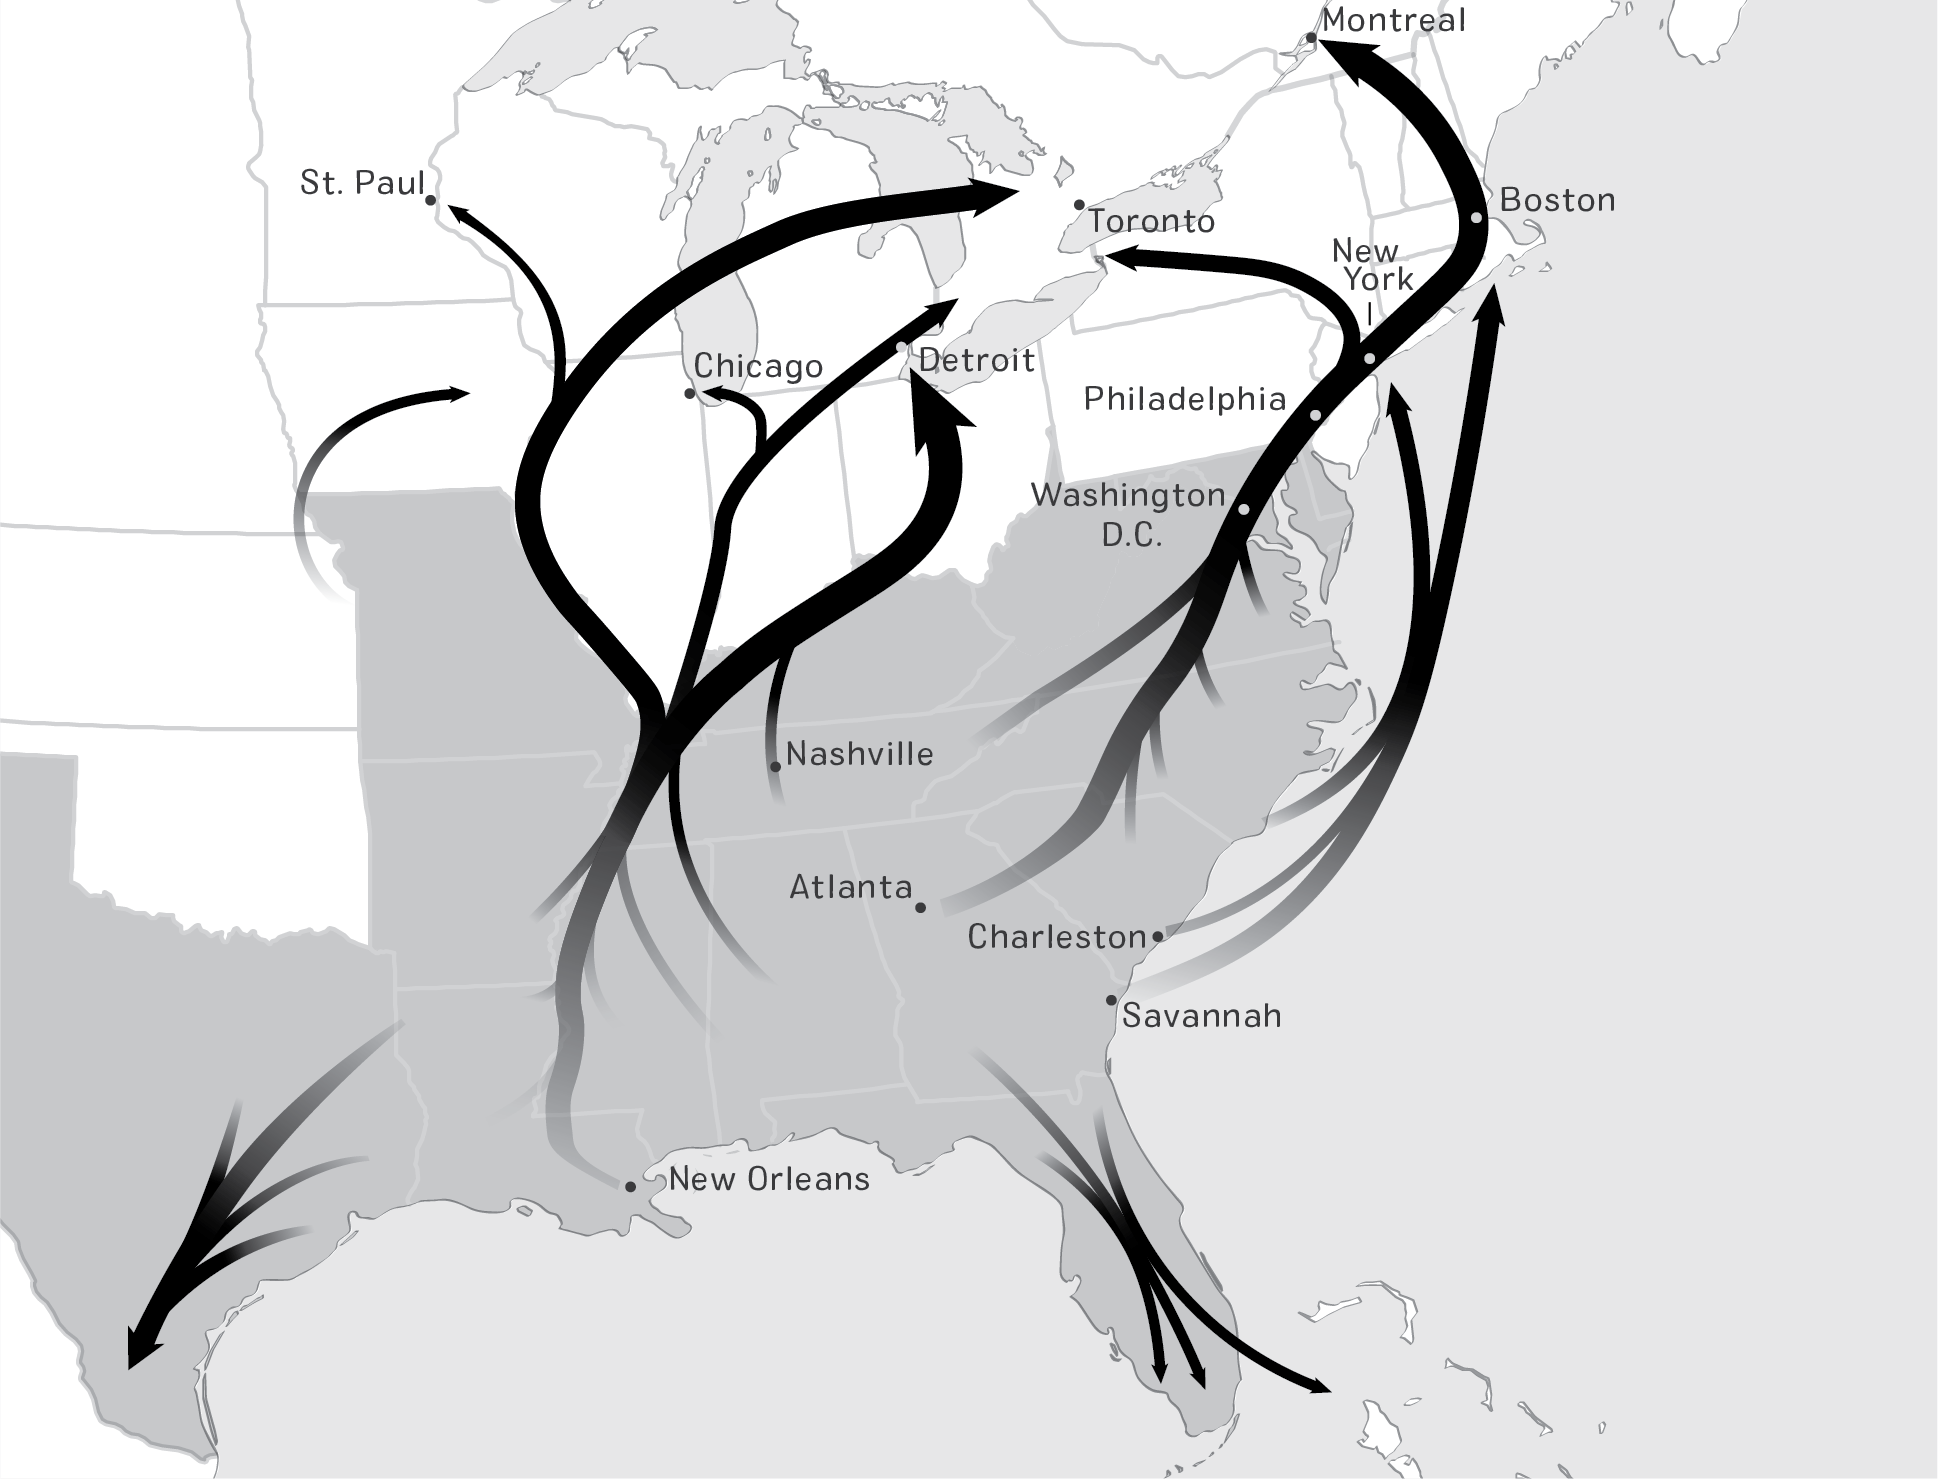 Montreal
St. Paul
Boston
Toronto
New
York
Chicago
Detroit
Philadelphia
Washington
D.C.
Nashville
Atlanta
Charleston
Savannah
New Orleans